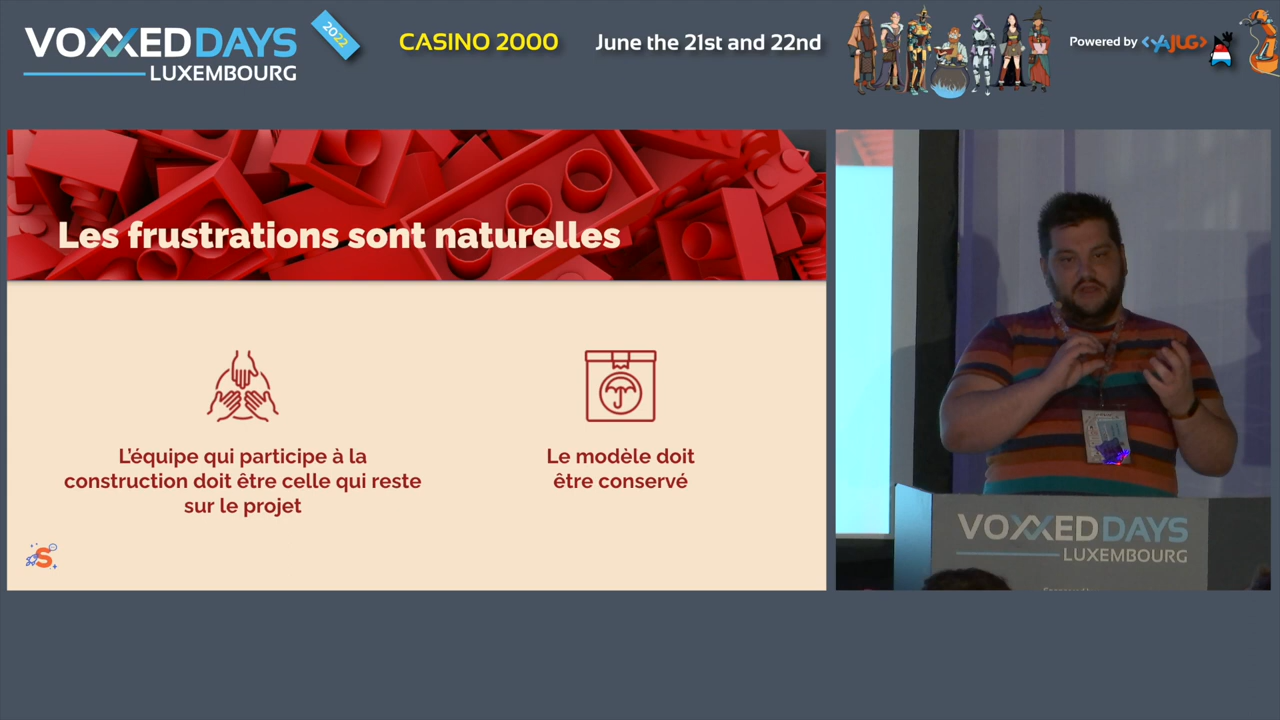 VOXXED DAYS
LUXEMBOURG
2022
CASINO 2000
June the 21st and 22nd
Powered by <YAJUG>
Les frustrations sont naturelles
L'équipe qui participe à la
construction doit être celle qui reste
sur le projet
Le modèle doit
être conservé
S
VOXXED DAYS
LUXEMBOURG